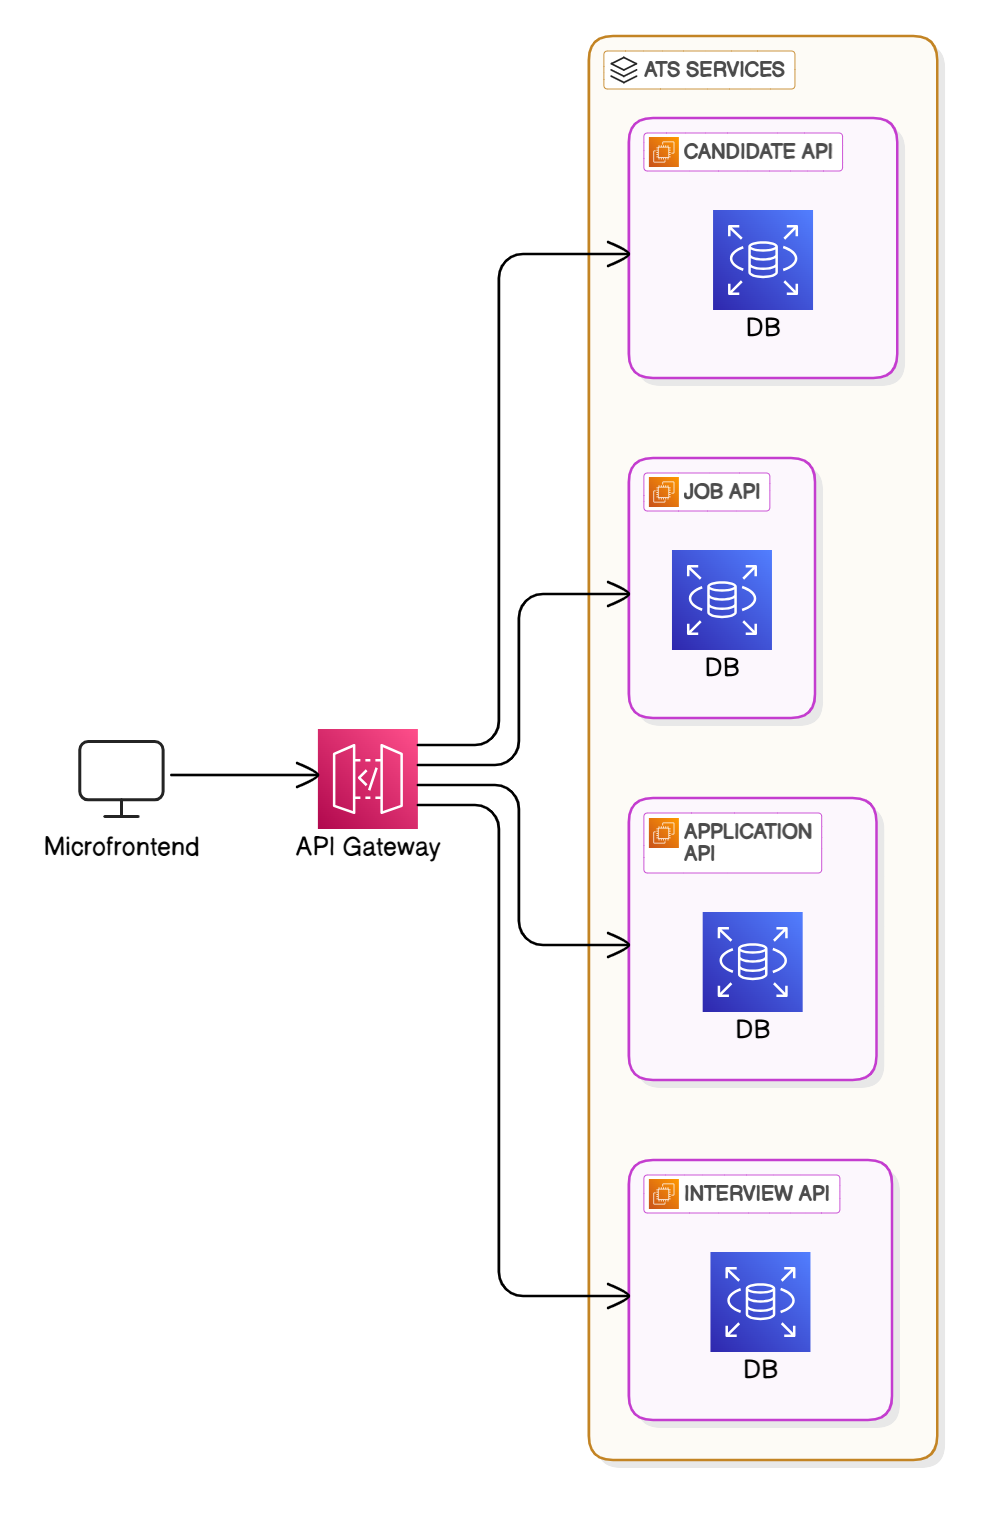 ATS SERVICES
CANDIDATE API
DB
JOB API
DB
Microfrontend
API Gateway
APPLICATION
API
DB
INTERVIEW API
DB